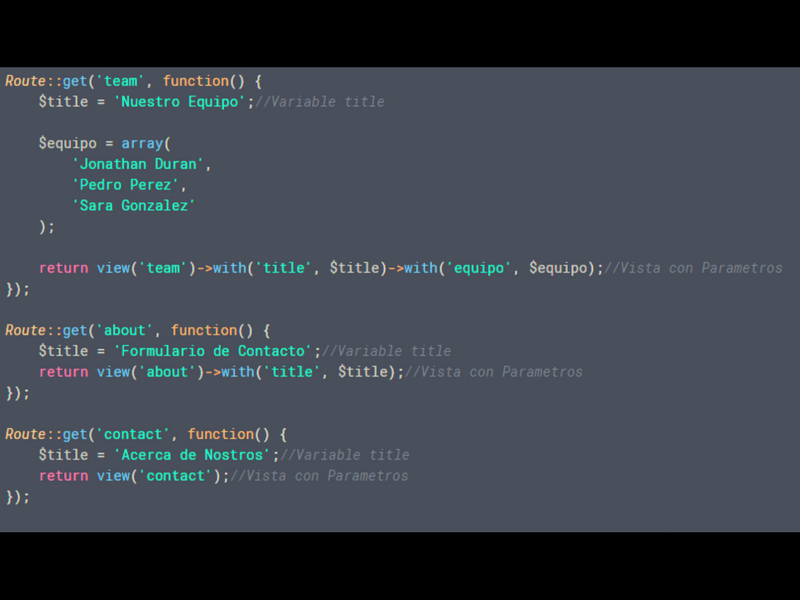 Route::get('team', function() {
    $title = 'Nuestro Equipo';//Variable title

    $equipo = array(
        'Jonathan Duran',
        'Pedro Perez',
        'Sara Gonzalez'
    );

    return view('team')->with('title', $title)->with('equipo', $equipo);//Vista con Parametros
});

Route::get('about', function() {
    $title = 'Formulario de Contacto';//Variable title
    return view('about')->with('title', $title);//Vista con Parametros
});

Route::get('contact', function() {
    $title = 'Acerca de Nostros';//Variable title
    return view('contact');//Vista con Parametros
});